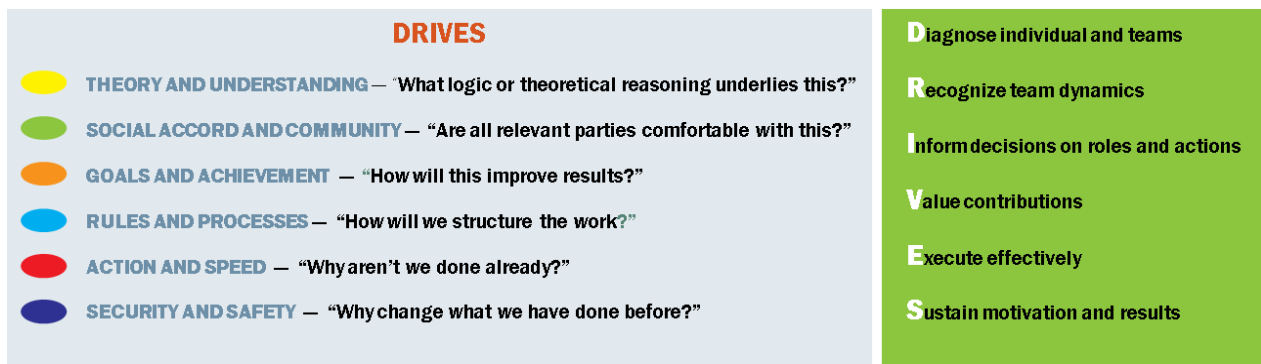 DRIVES
THEORY AND UNDERSTANDING — “What logic or theoretical reasoning underlies this?”
SOCIAL ACCORD AND COMMUNITY — “Are all relevant parties comfortable with this?”
GOALS AND ACHIEVEMENT — “How will this improve results?”
RULES AND PROCESSES — “How will we structure the work?”
ACTION AND SPEED — “Why aren’t we done already?”
SECURITY AND SAFETY — “Why change what we have done before?”
Diagnose individual and teams
Recognize team dynamics
Inform decisions on roles and actions
Value contributions
Execute effectively
Sustain motivation and results